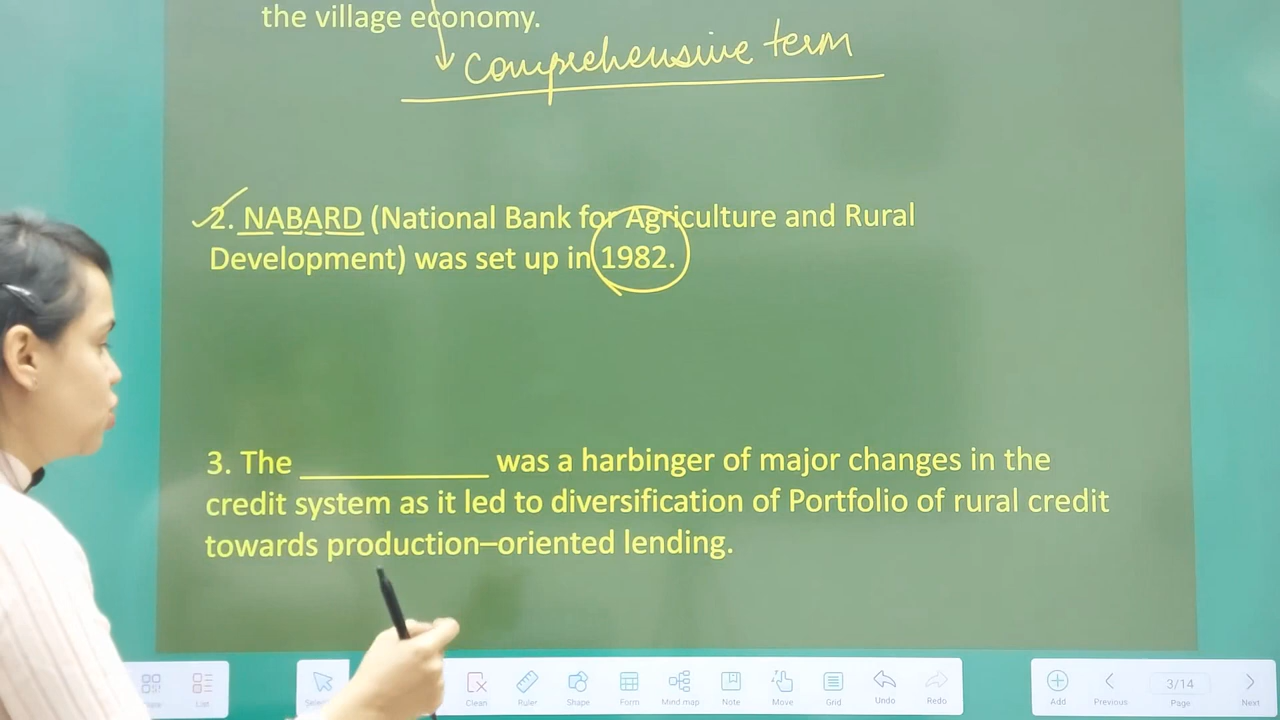 the village economy.
comprehensive term
2. NABARD (National Bank for Agriculture and Rural
Development) was set up in 1982.
3. The __________ was a harbinger of major changes in the
credit system as it led to diversification of Portfolio of rural credit
towards production–oriented lending.
List
Clean
Ruler
Shape
Form
Mind map
Note
Move
Grid
Undo
Redo
Add
Previous
3/14
Page
Next